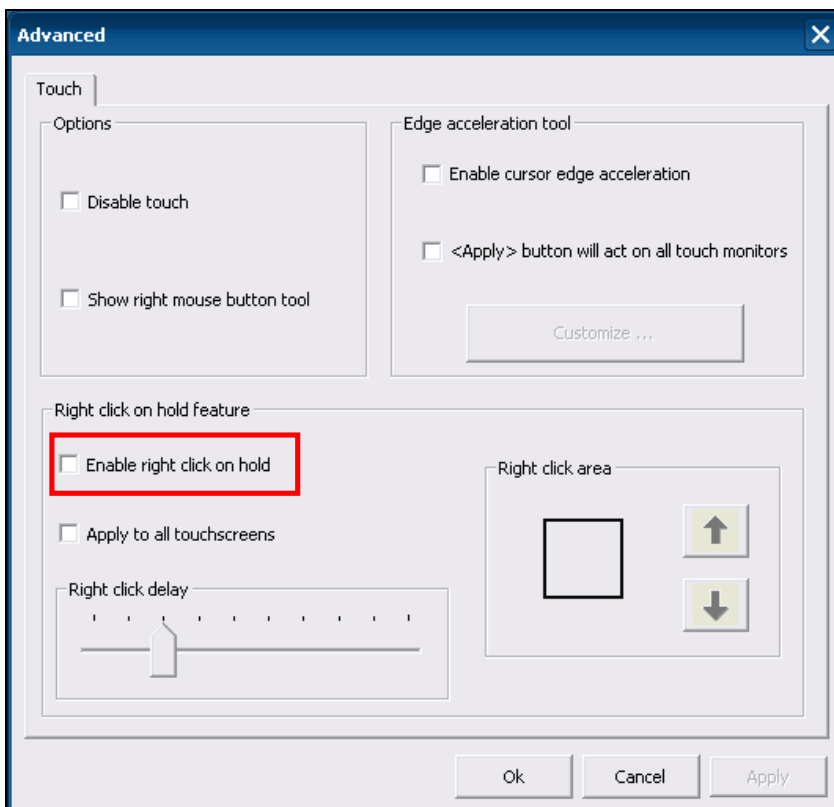 Advanced
Touch
Options
Disable touch
Show right mouse button tool
Edge acceleration tool
Enable cursor edge acceleration
<Apply> button will act on all touch monitors
Customize ...
Right click on hold feature
Enable right click on hold
Apply to all touchscreens
Right click delay
Right click area
Ok
Cancel
Apply